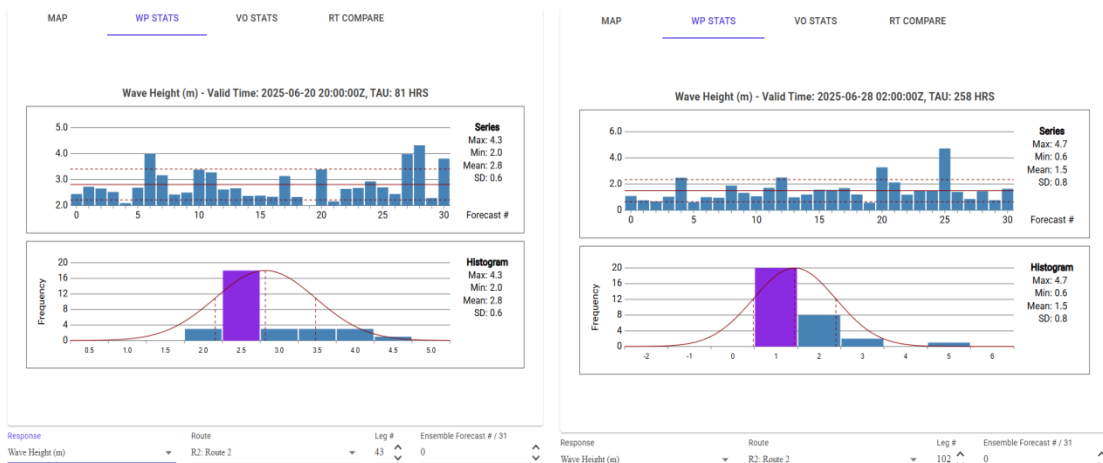 MAP WP STATS VO STATS RT COMPARE
Wave Height (m) - Valid Time: 2025-06-20 20:00:00Z, TAU: 81 HRS
5.0
4.0
3.0
2.0
0 5 10 15 20 25 30
Series
Max: 4.3
Min: 2.0
Mean: 2.8
SD: 0.6
Forecast #
Frequency
20
16
12
8
4
0
0.5 1.0 1.5 2.0 2.5 3.0 3.5 4.0 4.5 5.0
Histogram
Max: 4.3
Min: 2.0
Mean: 2.8
SD: 0.6
Response Route Leg # Ensemble Forecast # / 31
Wave Height (m) R2: Route 2 43 0
MAP WP STATS VO STATS RT COMPARE
Wave Height (m) - Valid Time: 2025-06-28 02:00:00Z, TAU: 258 HRS
6.0
4.0
2.0
0
0 5 10 15 20 25 30
Series
Max: 4.7
Min: 0.6
Mean: 1.5
SD: 0.8
Forecast #
Frequency
20
16
12
8
4
0
-2 -1 0 1 2 3 4 5 6
Histogram
Max: 4.7
Min: 0.6
Mean: 1.5
SD: 0.8
Response Route Leg # Ensemble Forecast # / 31
Wave Height (m) R2: Route 2 102 0